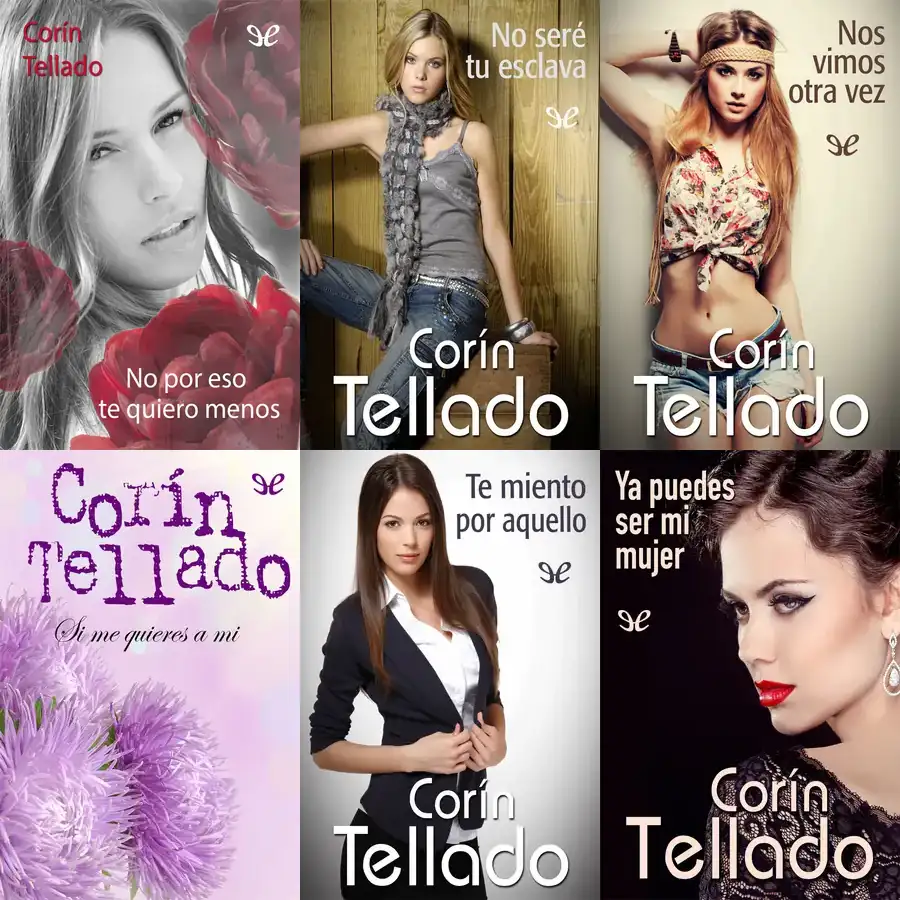 Corín
Tellado
No por eso
te quiero menos
No seré
tu esclava
Corín
Tellado
Nos
vimos
otra vez
Corín
Tellado
Corín
Tellado
Si me quieres a mi
Te miento
por aquello
Corín
Tellado
Ya puedes
ser mi
mujer
Corín
Tellado